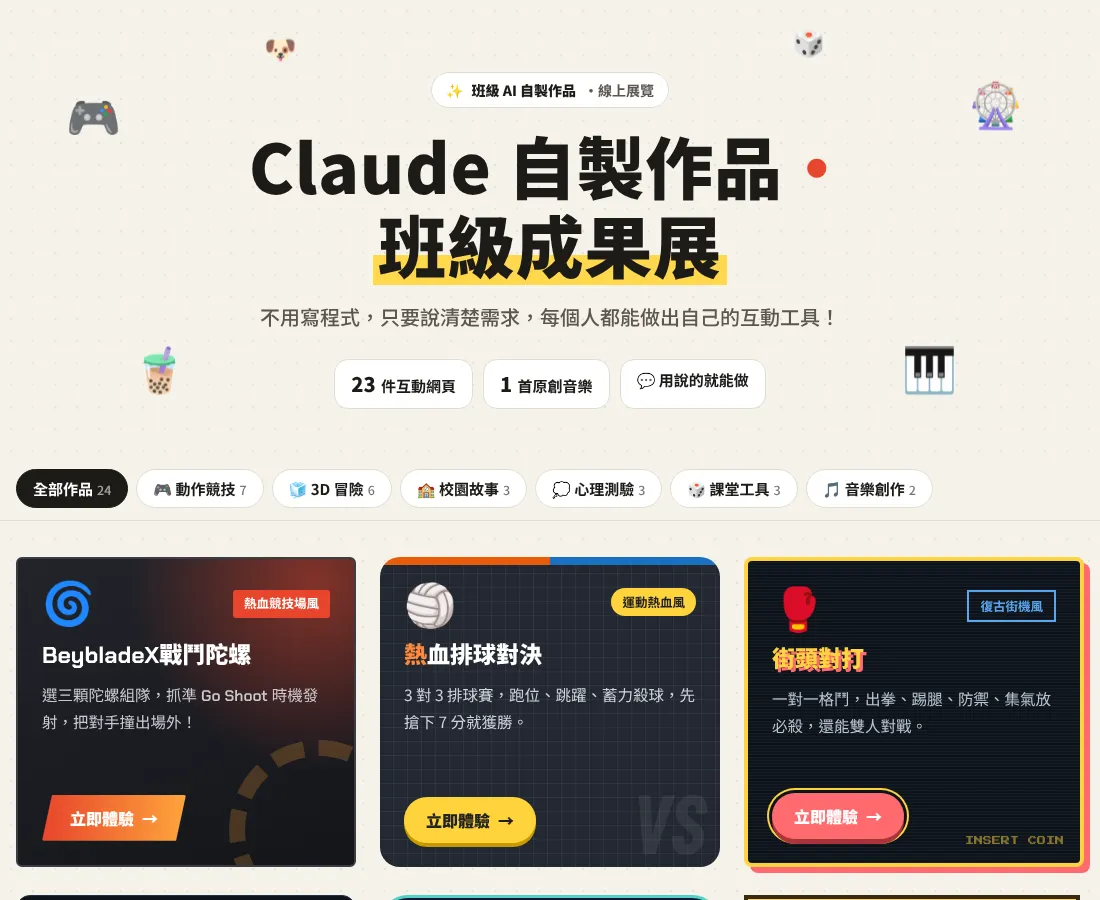 ✨ 班級 AI 自製作品 ・線上展覽
Claude 自製作品・
班級成果展
不用寫程式，只要說清楚需求，每個人都能做出自己的互動工具！
23 件互動網頁
1 首原創音樂
💬 用說的就能做
全部作品 24
🎮 動作競技 7
🧊 3D 冒險 6
🏫 校園故事 3
💭 心理測驗 3
🎲 課堂工具 3
🎵 音樂創作 2
熱血競技場風
BeybladeX戰鬥陀螺
選三顆陀螺組隊，抓準 Go Shoot 時機發
射，把對手撞出場外！
立即體驗 →
運動熱血風
熱血排球對決
3 對 3 排球賽，跑位、跳躍、蓄力殺球，先
搶下 7 分就獲勝。
立即體驗 →
VS
復古街機風
街頭對打
一對一格鬥，出拳、踢腿、防禦、集氣放
必殺，還能雙人對戰。
立即體驗 →
INSERT COIN